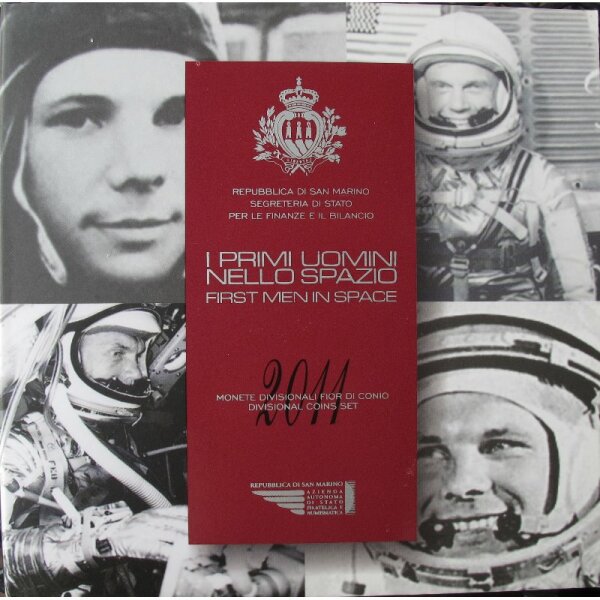 REPUBBLICA DI SAN MARINO
SEGRETERIA DI STATO
PER LE FINANZE E IL BILANCIO
I PRIMI UOMINI
NELLO SPAZIO
FIRST MEN IN SPACE
2011
MONETE DIVISIONALI FIOR DI CONIO
DIVISIONAL COINS SET
REPUBBLICA DI SAN MARINO
AZIENDA
AUTONOMA
DI STATO
FILATELICA E
NUMISMATICA